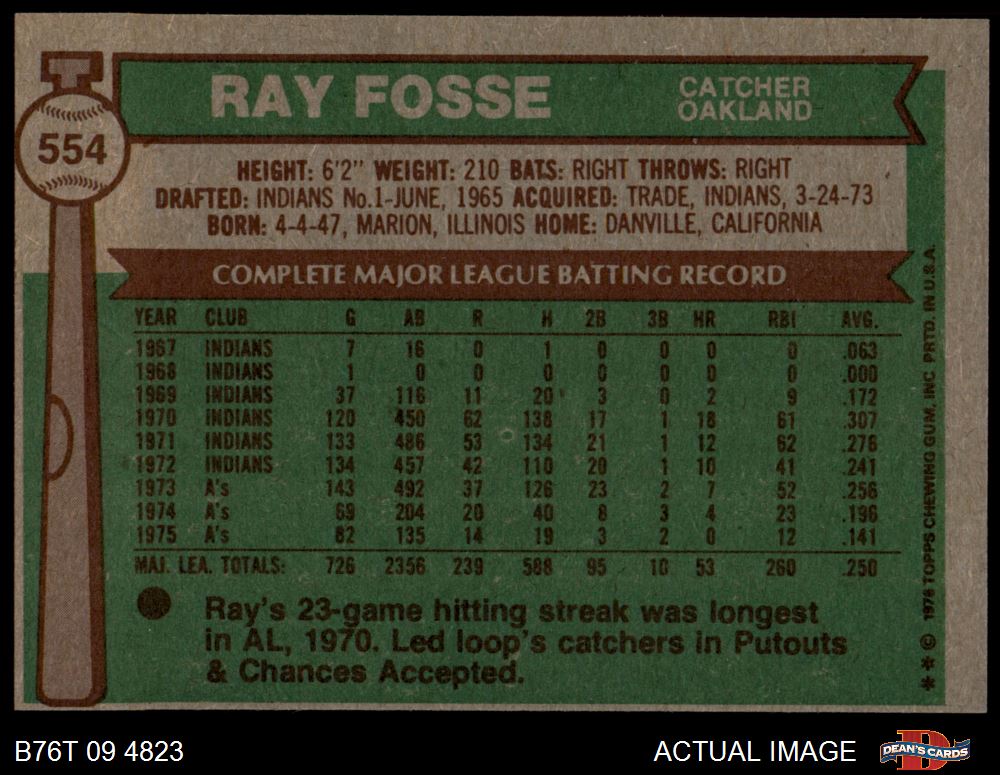 RAY FOSSE
CATCHER
OAKLAND
554
HEIGHT: 6'2" WEIGHT: 210 BATS: RIGHT THROWS: RIGHT
DRAFTED: INDIANS No.1-JUNE, 1965 ACQUIRED: TRADE, INDIANS, 3-24-73
BORN: 4-4-47, MARION, ILLINOIS HOME: DANVILLE, CALIFORNIA
COMPLETE MAJOR LEAGUE BATTING RECORD
YEAR CLUB G AB R H 2B 3B HR RBI AVG.
1967 INDIANS 7 16 0 1 0 0 0 0 .063
1968 INDIANS 1 0 0 0 0 0 0 0 .000
1969 INDIANS 37 116 11 20 3 0 2 9 .172
1970 INDIANS 120 450 62 138 17 1 18 61 .307
1971 INDIANS 133 486 53 134 21 1 12 62 .276
1972 INDIANS 134 457 42 110 20 1 10 41 .241
1973 A's 143 492 37 126 23 2 7 52 .256
1974 A's 69 204 20 40 8 3 4 23 .196
1975 A's 82 135 14 19 3 2 0 12 .141
MAJ. LEA. TOTALS: 726 2356 239 588 95 10 53 260 .250
Ray's 23-game hitting streak was longest
in AL, 1970. Led loop's catchers in Putouts
& Chances Accepted.
** © 1976 TOPPS CHEWING GUM, INC PRTD. IN U.S.A.
B76T 09 4823
ACTUAL IMAGE
D
DEAN'S CARDS